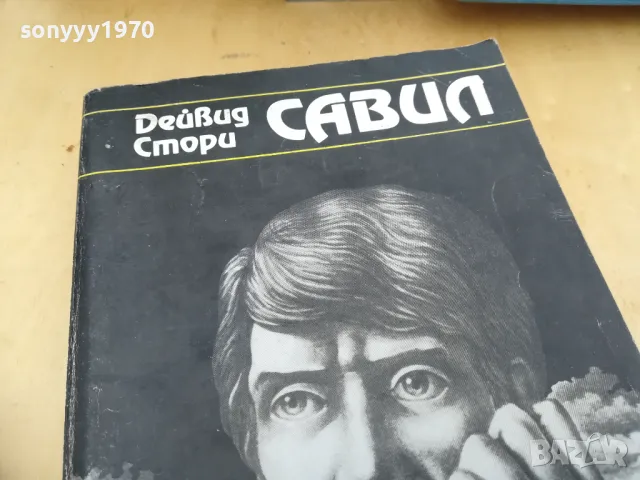 sonyyy1970
Дейвид САВИЛ
Стори
BAZAR